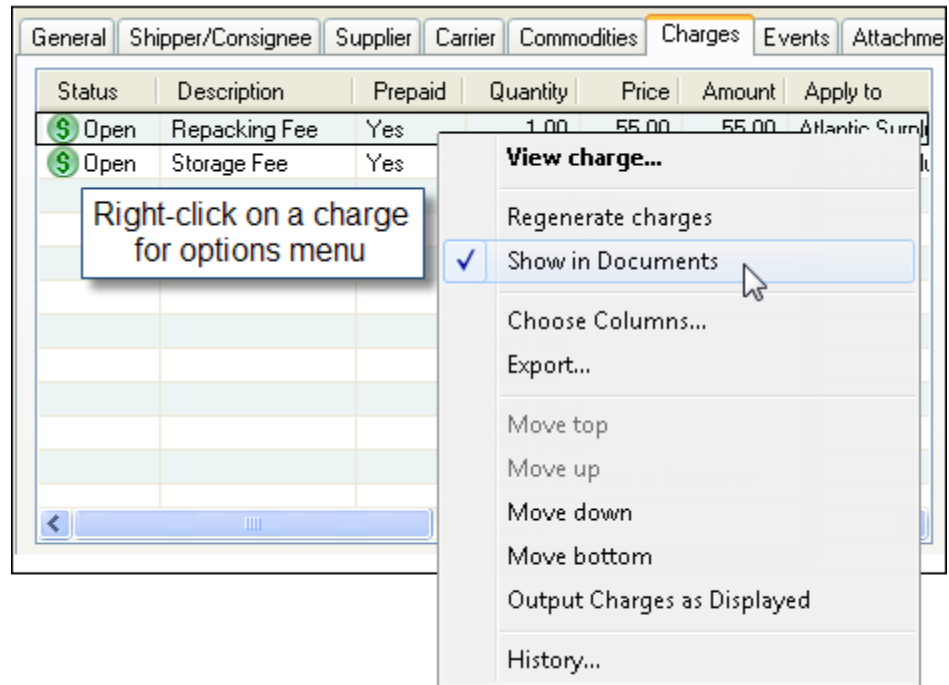 General Shipper/Consignee Supplier Carrier Commodities Charges Events Attachme
Status Description Prepaid Quantity Price Amount Apply to
$ Open Repacking Fee Yes 1.00 55.00 55.00 Atlantic Surplu
$ Open Storage Fee Yes
Right-click on a charge
for options menu
View charge...
Regenerate charges
Show in Documents
Choose Columns...
Export...
Move top
Move up
Move down
Move bottom
Output Charges as Displayed
History...